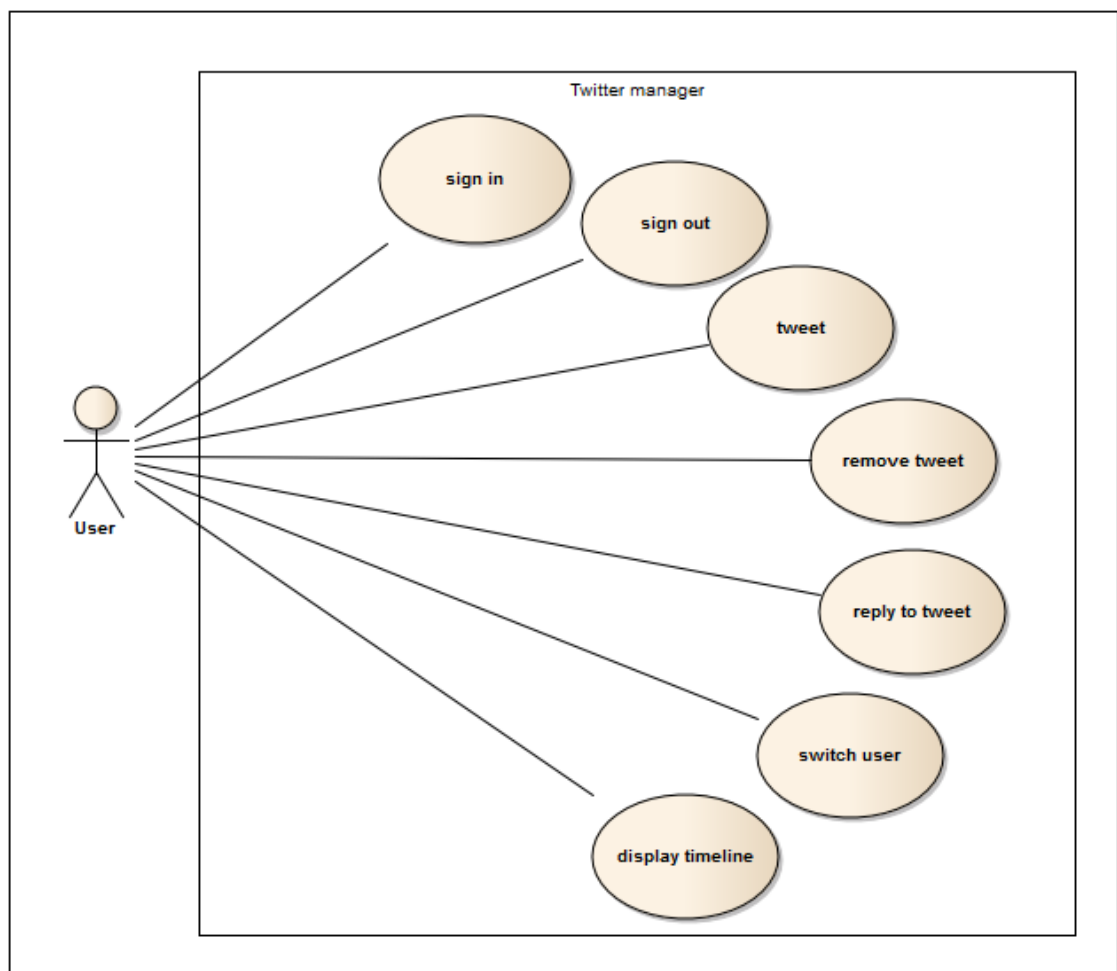 Twitter manager
sign in
sign out
tweet
remove tweet
User
reply to tweet
switch user
display timeline